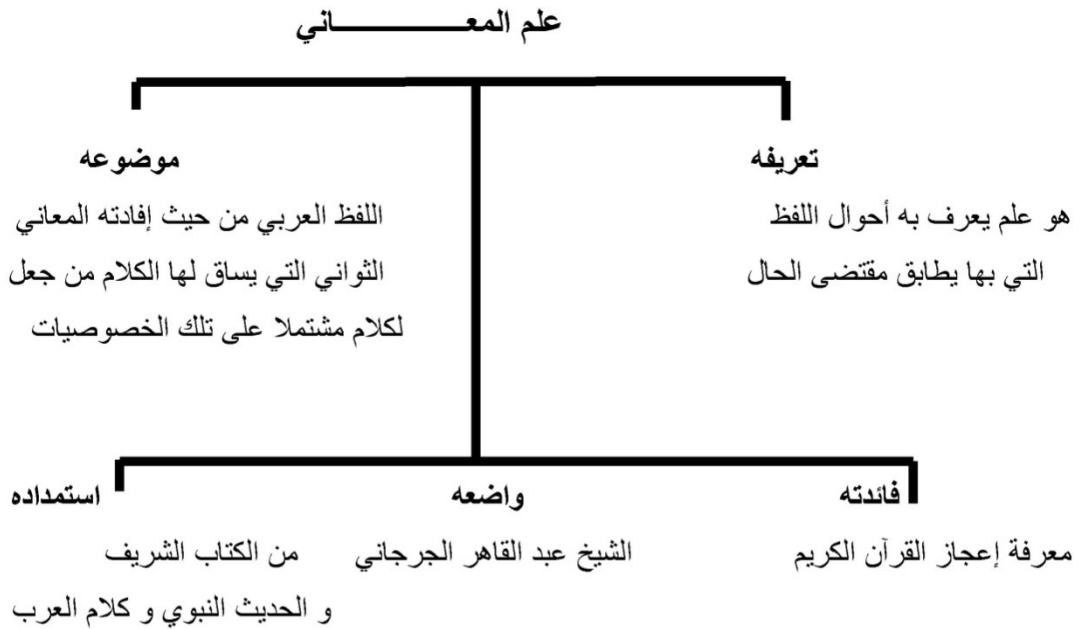 علم المعـــــــــاني
تعريفه
هو علم يعرف به أحوال اللفظ
التي بها يطابق مقتضى الحال
موضوعه
اللفظ العربي من حيث إفادته المعاني
الثواني التي يساق لها الكلام من جعل
لكلام مشتملا على تلك الخصوصيات
فائدته
معرفة إعجاز القرآن الكريم
واضعه
الشيخ عبد القاهر الجرجاني
استمداده
من الكتاب الشريف
و الحديث النبوي و كلام العرب